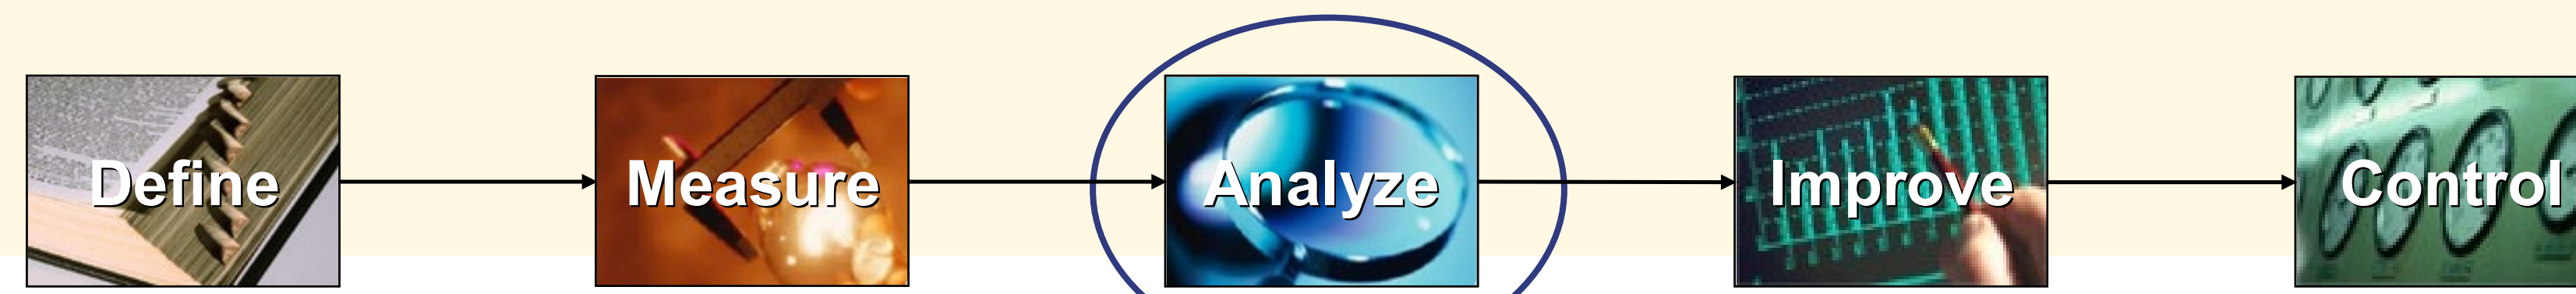 Define
Measure
Analyze
Improve
Control